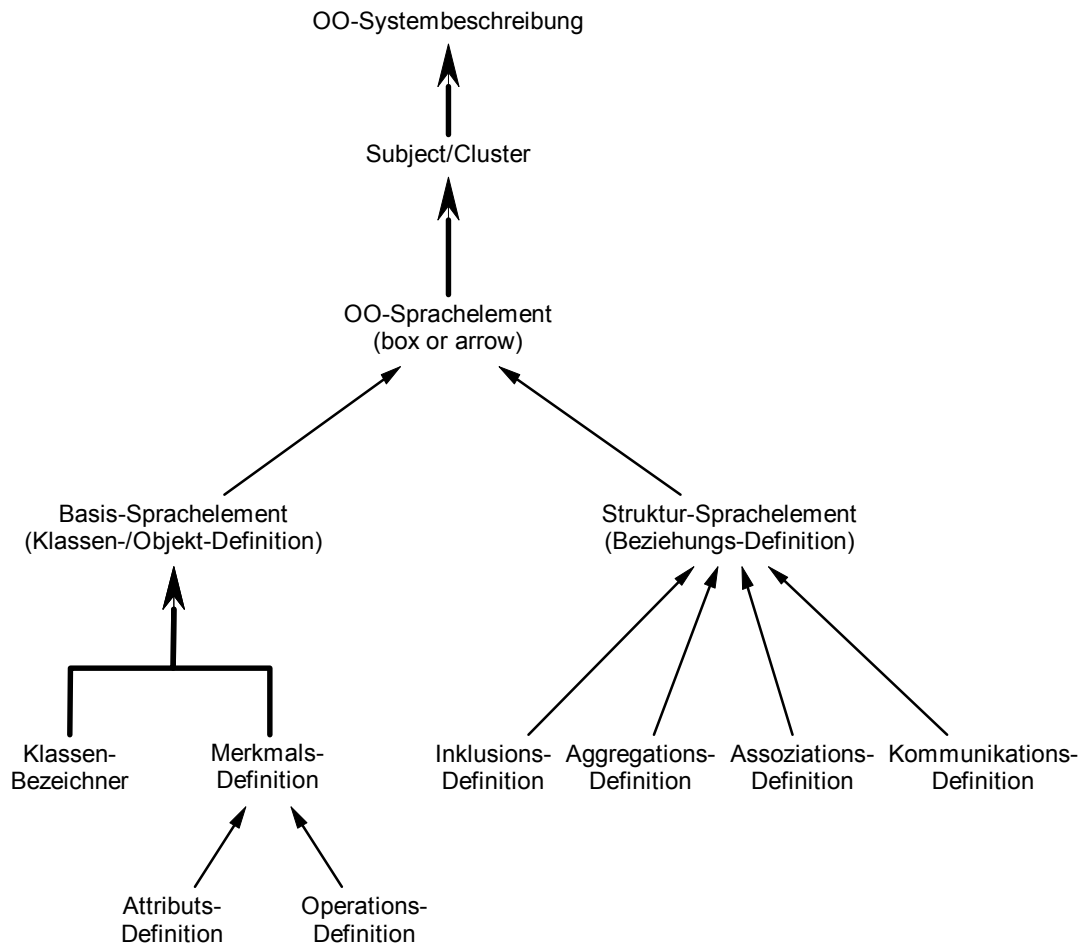 OO-Systembeschreibung
Subject/Cluster
OO-Sprachelement
(box or arrow)
Basis-Sprachelement
(Klassen-/Objekt-Definition)
Struktur-Sprachelement
(Beziehungs-Definition)
Klassen-
Bezeichner
Merkmals-
Definition
Inklusions-
Definition
Aggregations-
Definition
Assoziations-
Definition
Kommunikations-
Definition
Attributs-
Definition
Operations-
Definition